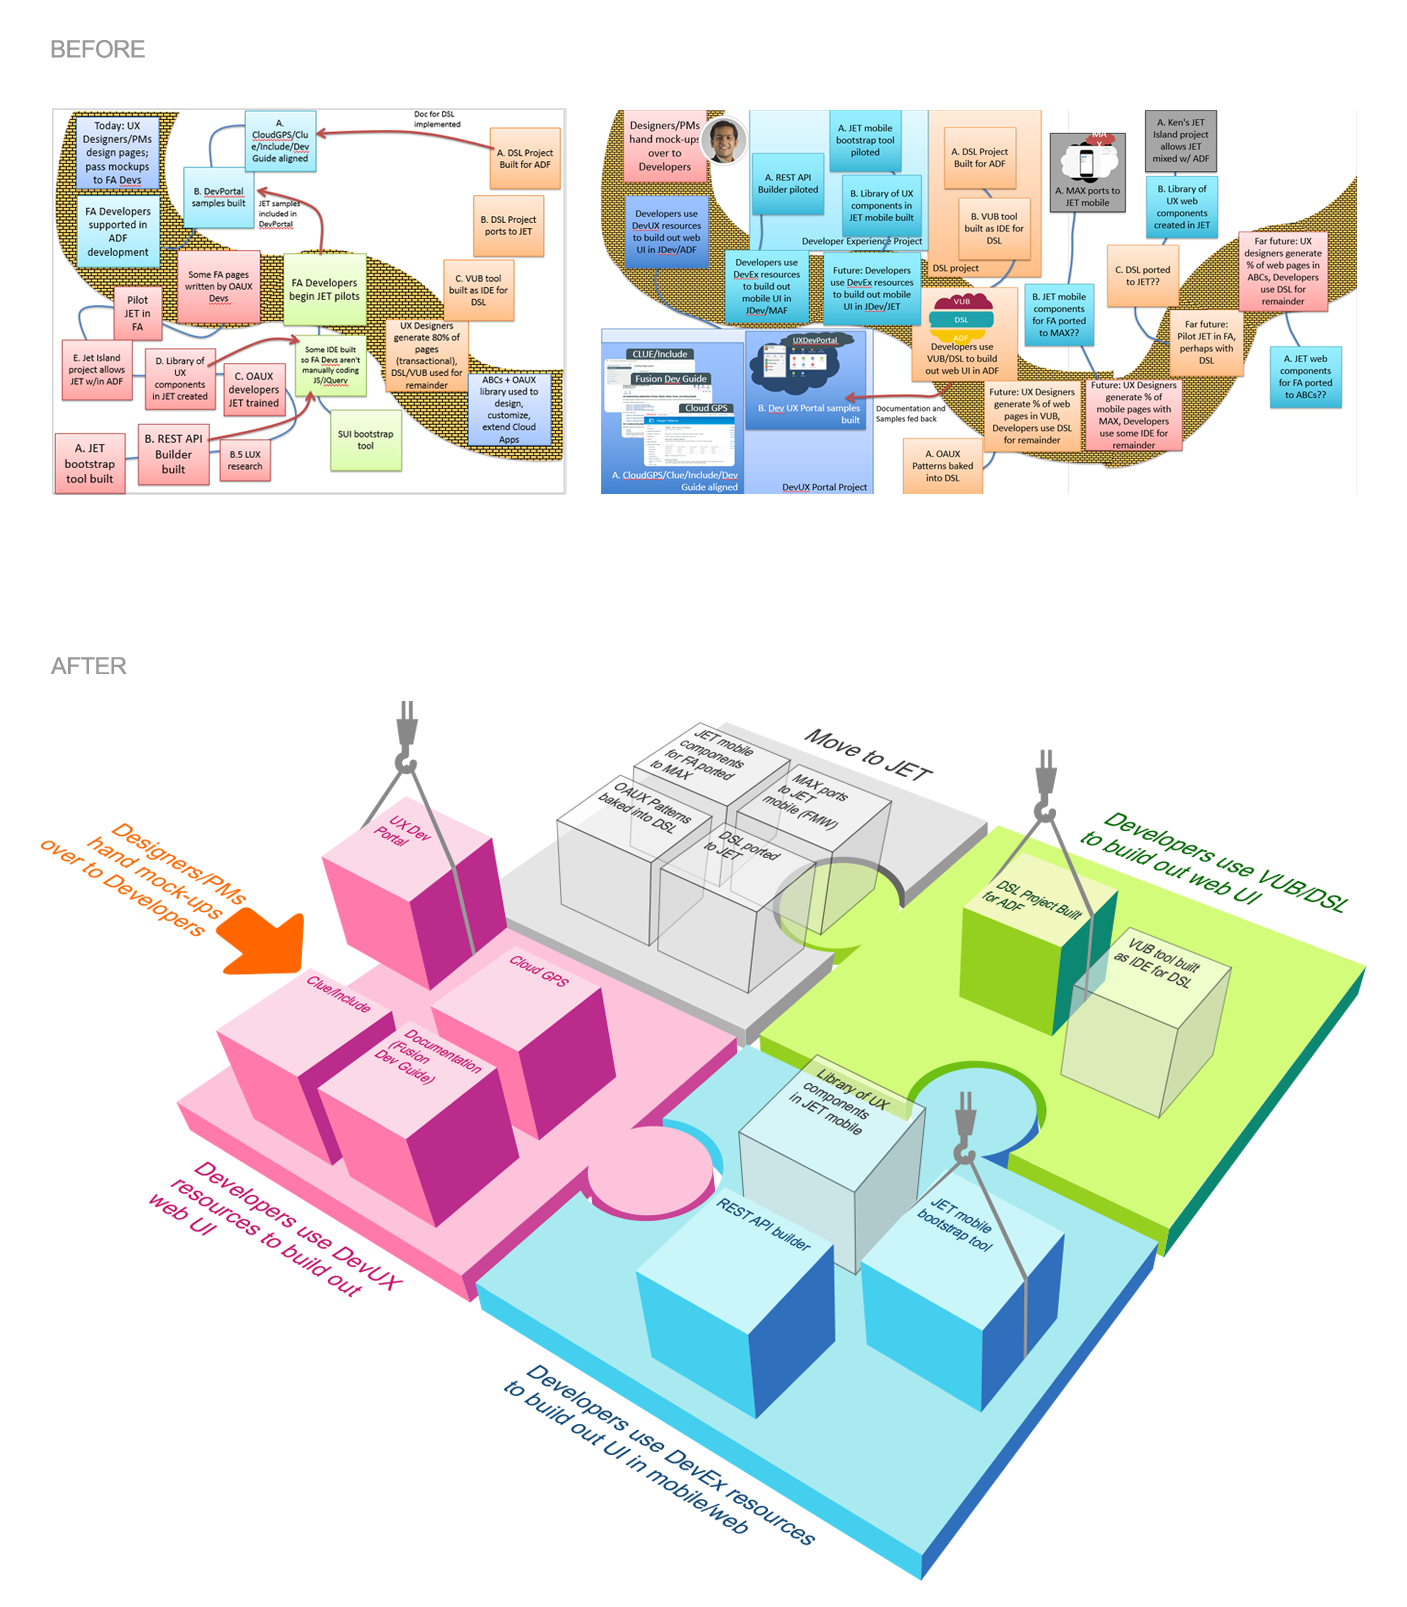 BEFORE
Today: UX
Designers/PMs
design pages;
pass mockups
to FA Devs
A.
CloudGPS/Clu
e/Include/Dev
Guide aligned
Doc for DSL
implemented
A. DSL Project
Built for ADF
B. DevPortal
samples built
JET samples
included in
DevPortal
FA Developers
supported in
ADF
development
B. DSL Project
ports to JET
Some FA pages
written by OAUX
Devs
FA Developers
begin JET pilots
C. VUB tool
built as IDE for
DSL
Pilot
JET in
FA
UX Designers
generate 80% of
pages
(transactional),
DSL/VUB used for
remainder
E. Jet Island
project allows
JET w/in ADF
D. Library of
UX
components
in JET created
C. OAUX
developers
JET trained
Some IDE built
so FA Devs aren't
manually coding
JS/JQuery
ABCs + OAUX
library used to
design,
customize,
extend Cloud
Apps
A. JET
bootstrap
tool built
B. REST API
Builder
built
B.5 LUX
research
SUI bootstrap
tool
Designers/PMs
hand mock-ups
over to
Developers
A. JET mobile
bootstrap tool
piloted
A. REST API
Builder piloted
B. Library of UX
components in
JET mobile built
Developer Experience Project
A. DSL Project
Built for ADF
B. VUB tool
built as IDE for
DSL
DSL project
MA
X
A. MAX ports to
JET mobile
A. Ken's JET
Island project
allows JET
mixed w/ ADF
B. Library of
UX web
components
created in JET
Developers use
DevUX resources
to build out web
UI in JDev/ADF
Developers use
DevEx resources
to build out
mobile UI in
JDev/MAF
Future: Developers
use DevEx resources
to build out mobile
UI in JDev/JET
VUB
DSL
ADF
Developers use
VUB/DSL to build
out web UI in ADF
B. JET mobile
components
for FA ported
to MAX??
C. DSL ported
to JET??
Far future: UX
designers generate
% of web pages in
ABCs, Developers
use DSL for
remainder
Far future:
Pilot JET in FA,
perhaps with
DSL
A. JET web
components
for FA ported
to ABCs??
CLUE/Include
Fusion Dev Guide
Cloud GPS
A. CloudGPS/Clue/Include/Dev
Guide aligned
UXDevPortal
B. Dev UX Portal samples
built
DevUX Portal Project
Documentation and
Samples fed back
A. OAUX
Patterns baked
into DSL
Future: UX Designers
generate % of web
pages in VUB,
Developers use DSL
for remainder
Future: UX Designers
generate % of
mobile pages with
MAX, Developers
use some IDE for
remainder
AFTER
Move to JET
JET mobile
components
for FA ported
to MAX
MAX ports
to JET
mobile (FMW)
OAUX Patterns
baked into DSL
DSL ported
to JET
Designers/PMs
hand mock-ups
over to Developers
UX Dev
Portal
Cloud GPS
Clue/Include
Documentation
(Fusion
Dev Guide)
Developers use DevUX
resources to build out
web UI
Developers use VUB/DSL
to build out web UI
DSL Project Built
for ADF
VUB tool built
as IDE for DSL
Library of UX
components
in JET mobile
REST API builder
JET mobile
bootstrap tool
Developers use DevEx resources
to build out UI in mobile/web